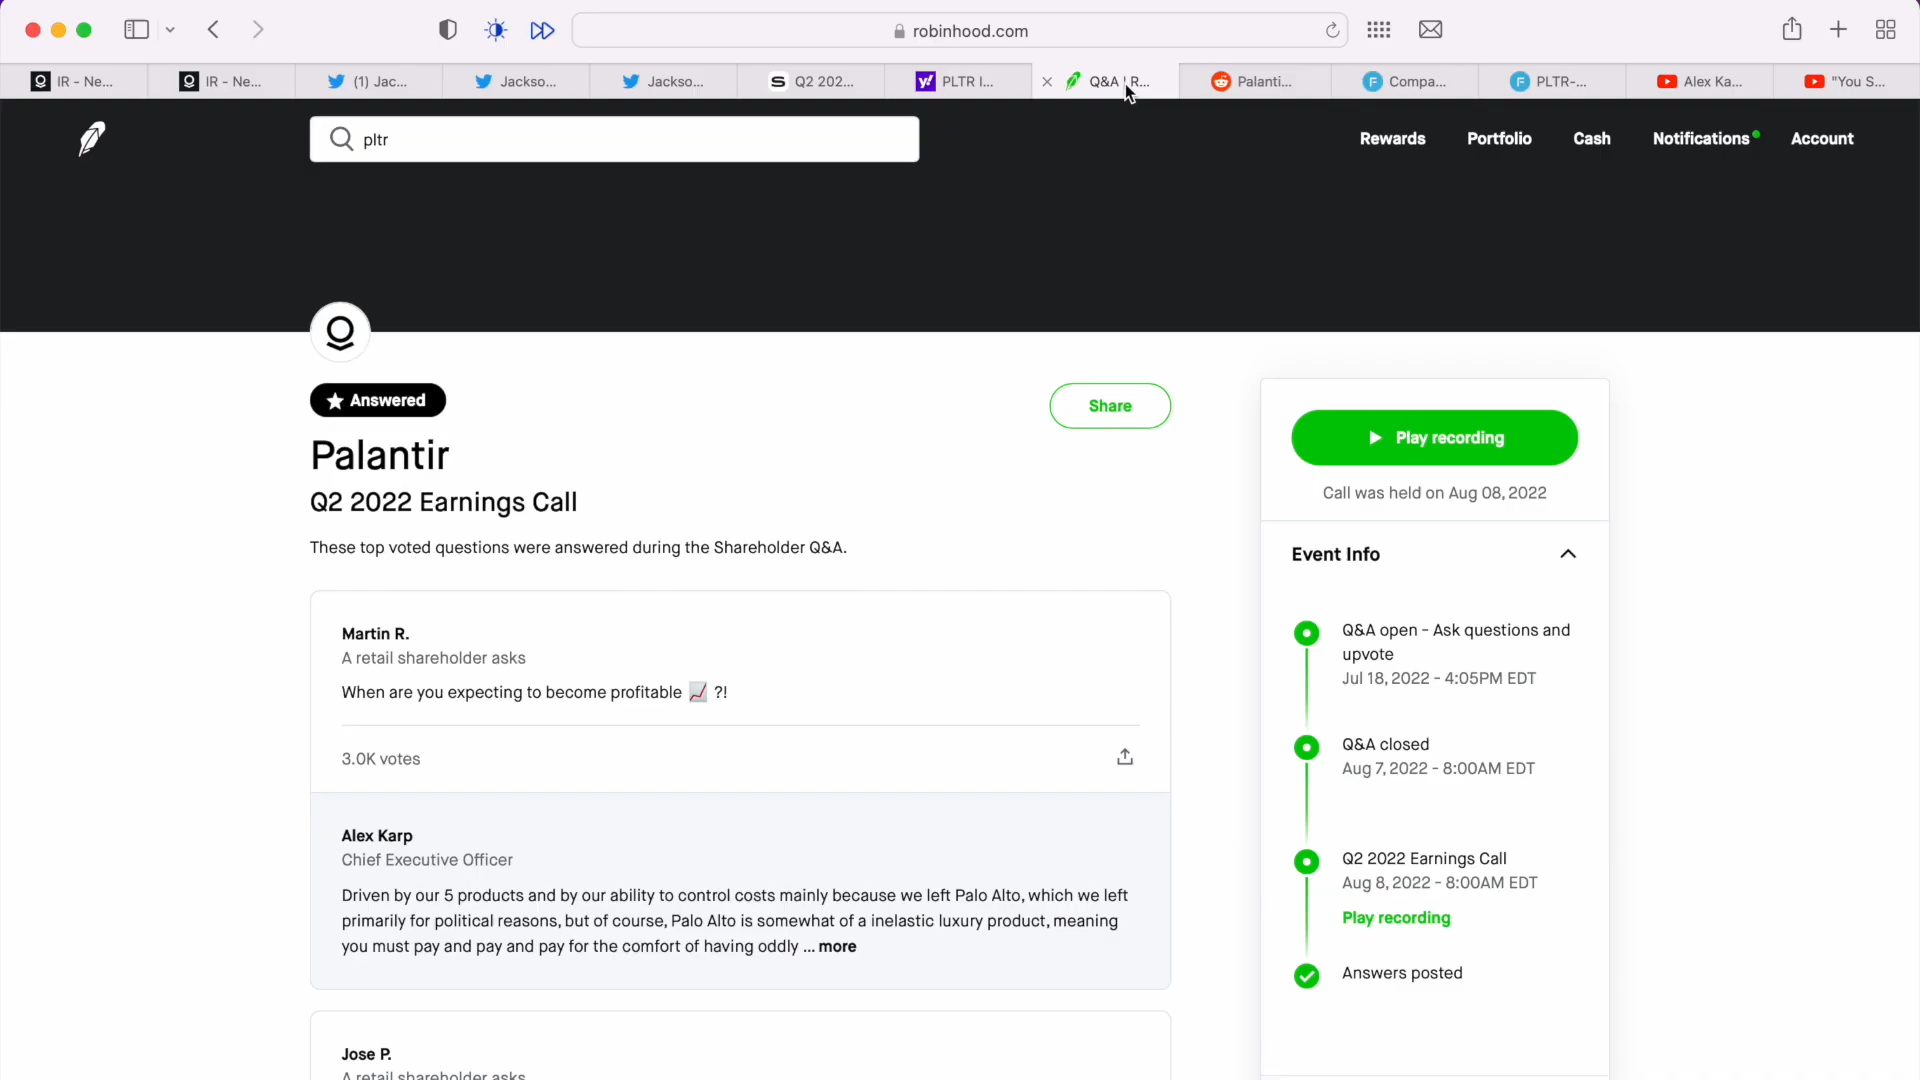 robinhood.com
IR - Ne...
IR - Ne...
(1) Jac...
Jackso...
Jackso...
S
Q2 202...
y!
PLTR I...
Q&A | R...
Palanti...
F
Compa...
F
PLTR-...
Alex Ka...
"You S...
pltr
Rewards
Portfolio
Cash
Notifications
Account
Answered
Share
Palantir
Q2 2022 Earnings Call
These top voted questions were answered during the Shareholder Q&A.
Martin R.
A retail shareholder asks
When are you expecting to become profitable 📈 ?!
3.0K votes
Alex Karp
Chief Executive Officer
Driven by our 5 products and by our ability to control costs mainly because we left Palo Alto, which we left
primarily for political reasons, but of course, Palo Alto is somewhat of a inelastic luxury product, meaning
you must pay and pay and pay for the comfort of having oddly ... more
Jose P.
A retail shareholder asks
Play recording
Call was held on Aug 08, 2022
Event Info
Q&A open - Ask questions and
upvote
Jul 18, 2022 - 4:05PM EDT
Q&A closed
Aug 7, 2022 - 8:00AM EDT
Q2 2022 Earnings Call
Aug 8, 2022 - 8:00AM EDT
Play recording
Answers posted